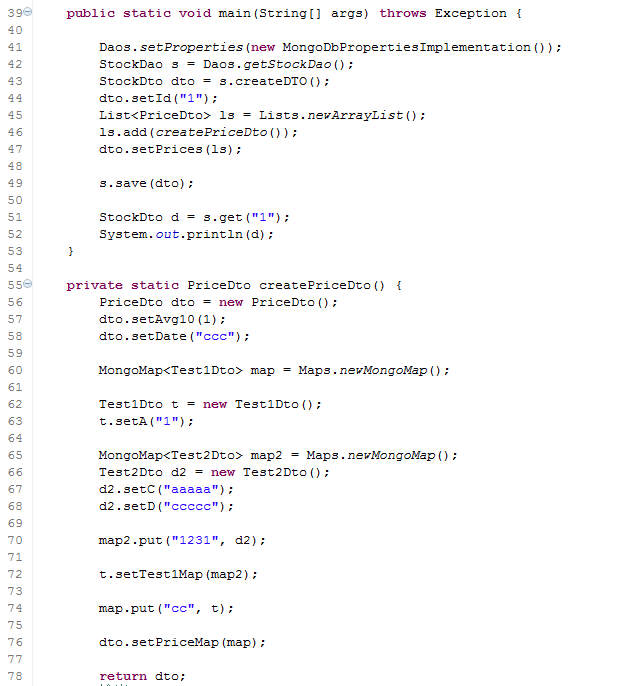 39 public static void main(String[] args) throws Exception {
40
41 Daos.setProperties(new MongoDbPropertiesImplementation());
42 StockDao s = Daos.getStockDao();
43 StockDto dto = s.createDTO();
44 dto.setId("1");
45 List<PriceDto> ls = Lists.newArrayList();
46 ls.add(createPriceDto());
47 dto.setPrices(ls);
48
49 s.save(dto);
50
51 StockDto d = s.get("1");
52 System.out.println(d);
53 }
54
55 private static PriceDto createPriceDto() {
56 PriceDto dto = new PriceDto();
57 dto.setAvg10(1);
58 dto.setDate("ccc");
59
60 MongoMap<Test1Dto> map = Maps.newMongoMap();
61
62 Test1Dto t = new Test1Dto();
63 t.setA("1");
64
65 MongoMap<Test2Dto> map2 = Maps.newMongoMap();
66 Test2Dto d2 = new Test2Dto();
67 d2.setC("aaaaa");
68 d2.setD("ccccc");
69
70 map2.put("1231", d2);
71
72 t.setTest1Map(map2);
73
74 map.put("cc", t);
75
76 dto.setPriceMap(map);
77
78 return dto;